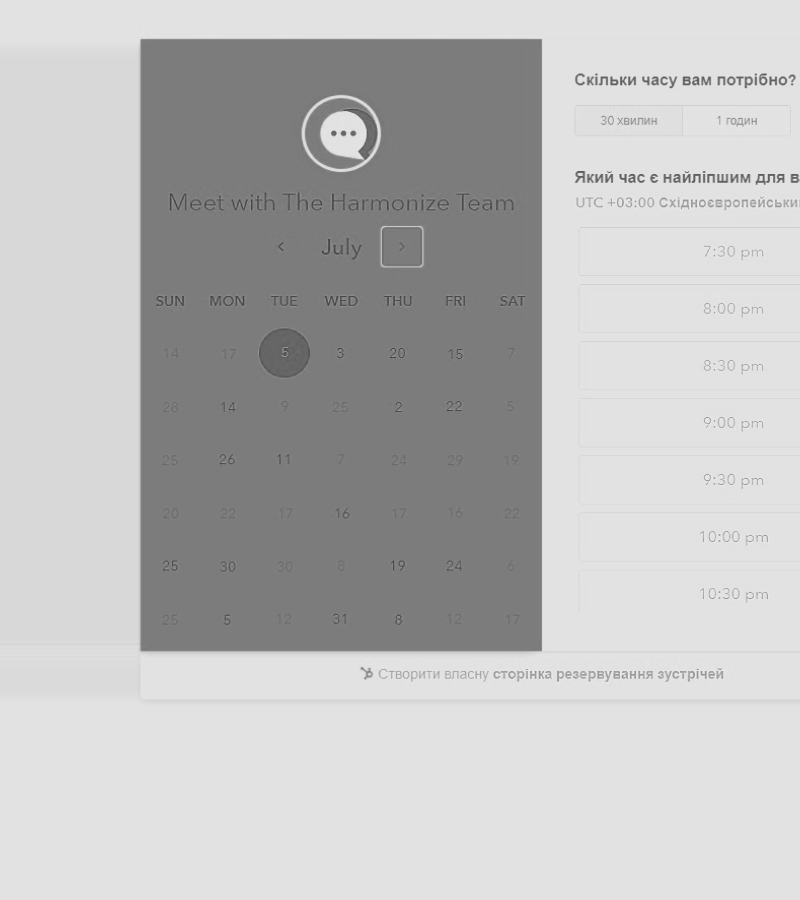 Meet with The Harmonize Team
July
SUN MON TUE WED THU FRI SAT
14 17 5 3 20 15 7
28 14 9 25 2 22 5
25 26 11 7 24 29 19
20 22 17 16 17 16 22
25 30 30 8 19 24 6
25 5 12 31 8 12 17
Скільки часу вам потрібно?
30 хвилин 1 годин
Який час є найліпшим для в
UTC +03:00 Східноєвропейськи
7:30 pm
8:00 pm
8:30 pm
9:00 pm
9:30 pm
10:00 pm
10:30 pm
Створити власну сторінка резервування зустрічей